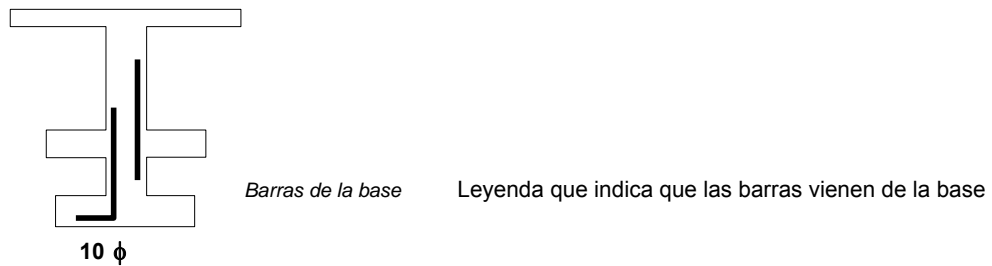 Barras de la base Leyenda que indica que las barras vienen de la base
10 ϕ